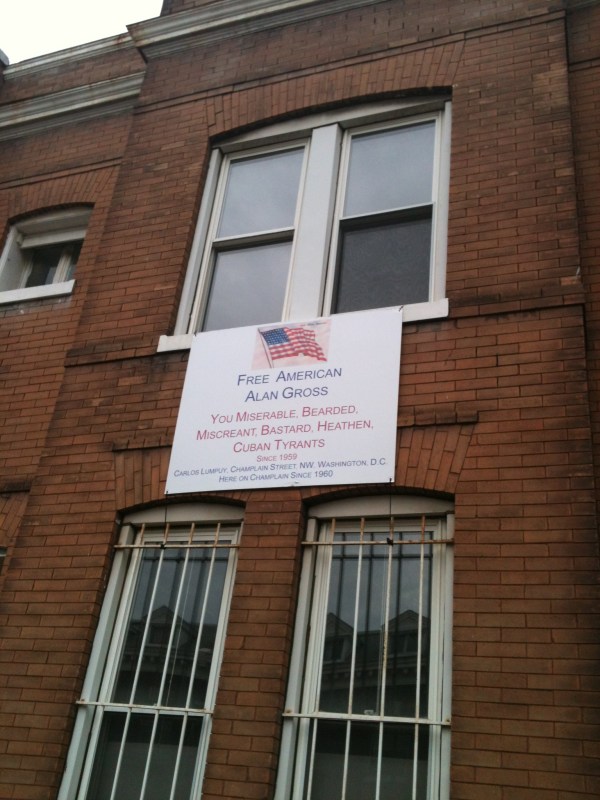 FREE AMERICAN
ALAN GROSS
YOU MISERABLE, BEARDED,
MISCREANT, BASTARD, HEATHEN,
CUBAN TYRANTS
SINCE 1959
CARLOS LUMPUY, CHAMPLAIN STREET, NW, WASHINGTON, D.C.
HERE ON CHAMPLAIN SINCE 1960